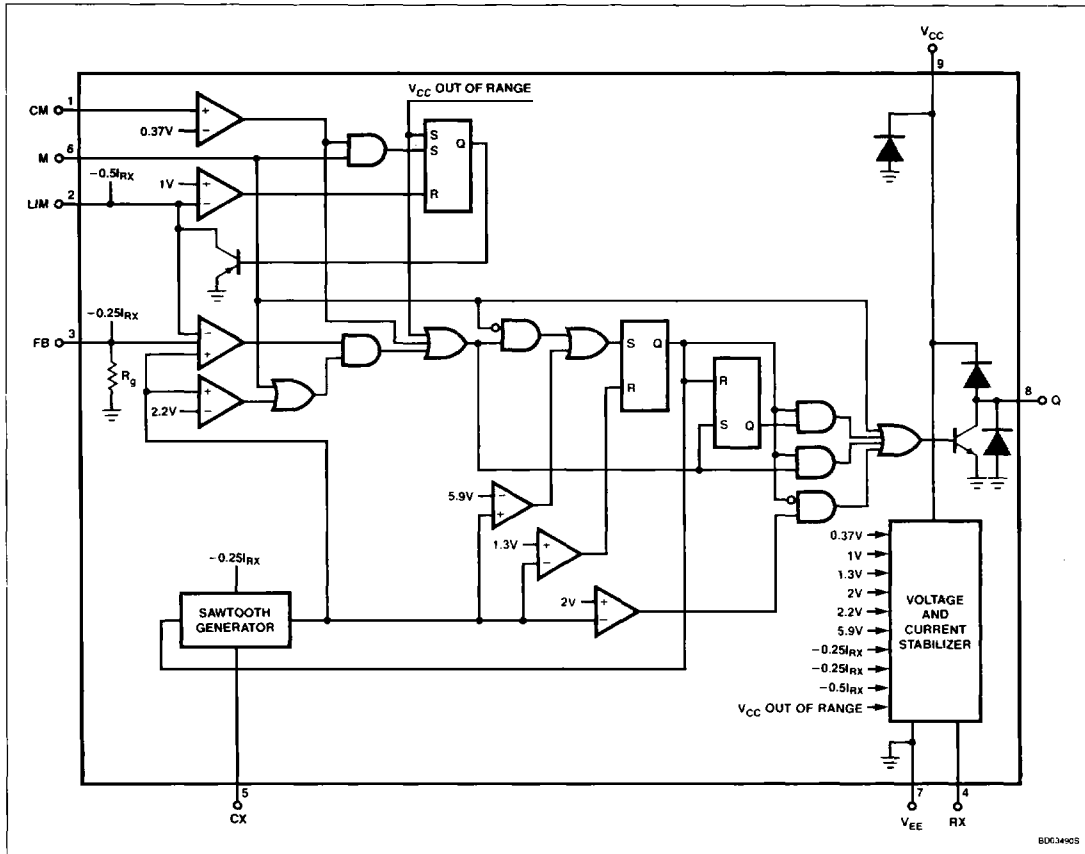 VCC
9
1
CM
0.37V
VCC OUT OF RANGE
S
S
Q
R
6
M
-0.5IRX
1V
2
LIM
-0.25IRX
3
FB
Rg
2.2V
S
Q
R
R
S
Q
8
Q
5.9V
1.3V
2V
-0.25IRX
SAWTOOTH
GENERATOR
0.37V
1V
1.3V
2V
2.2V
5.9V
-0.25IRX
-0.25IRX
-0.5IRX
VCC OUT OF RANGE
VOLTAGE
AND
CURRENT
STABILIZER
5
CX
7
VEE
4
RX
BD03490S